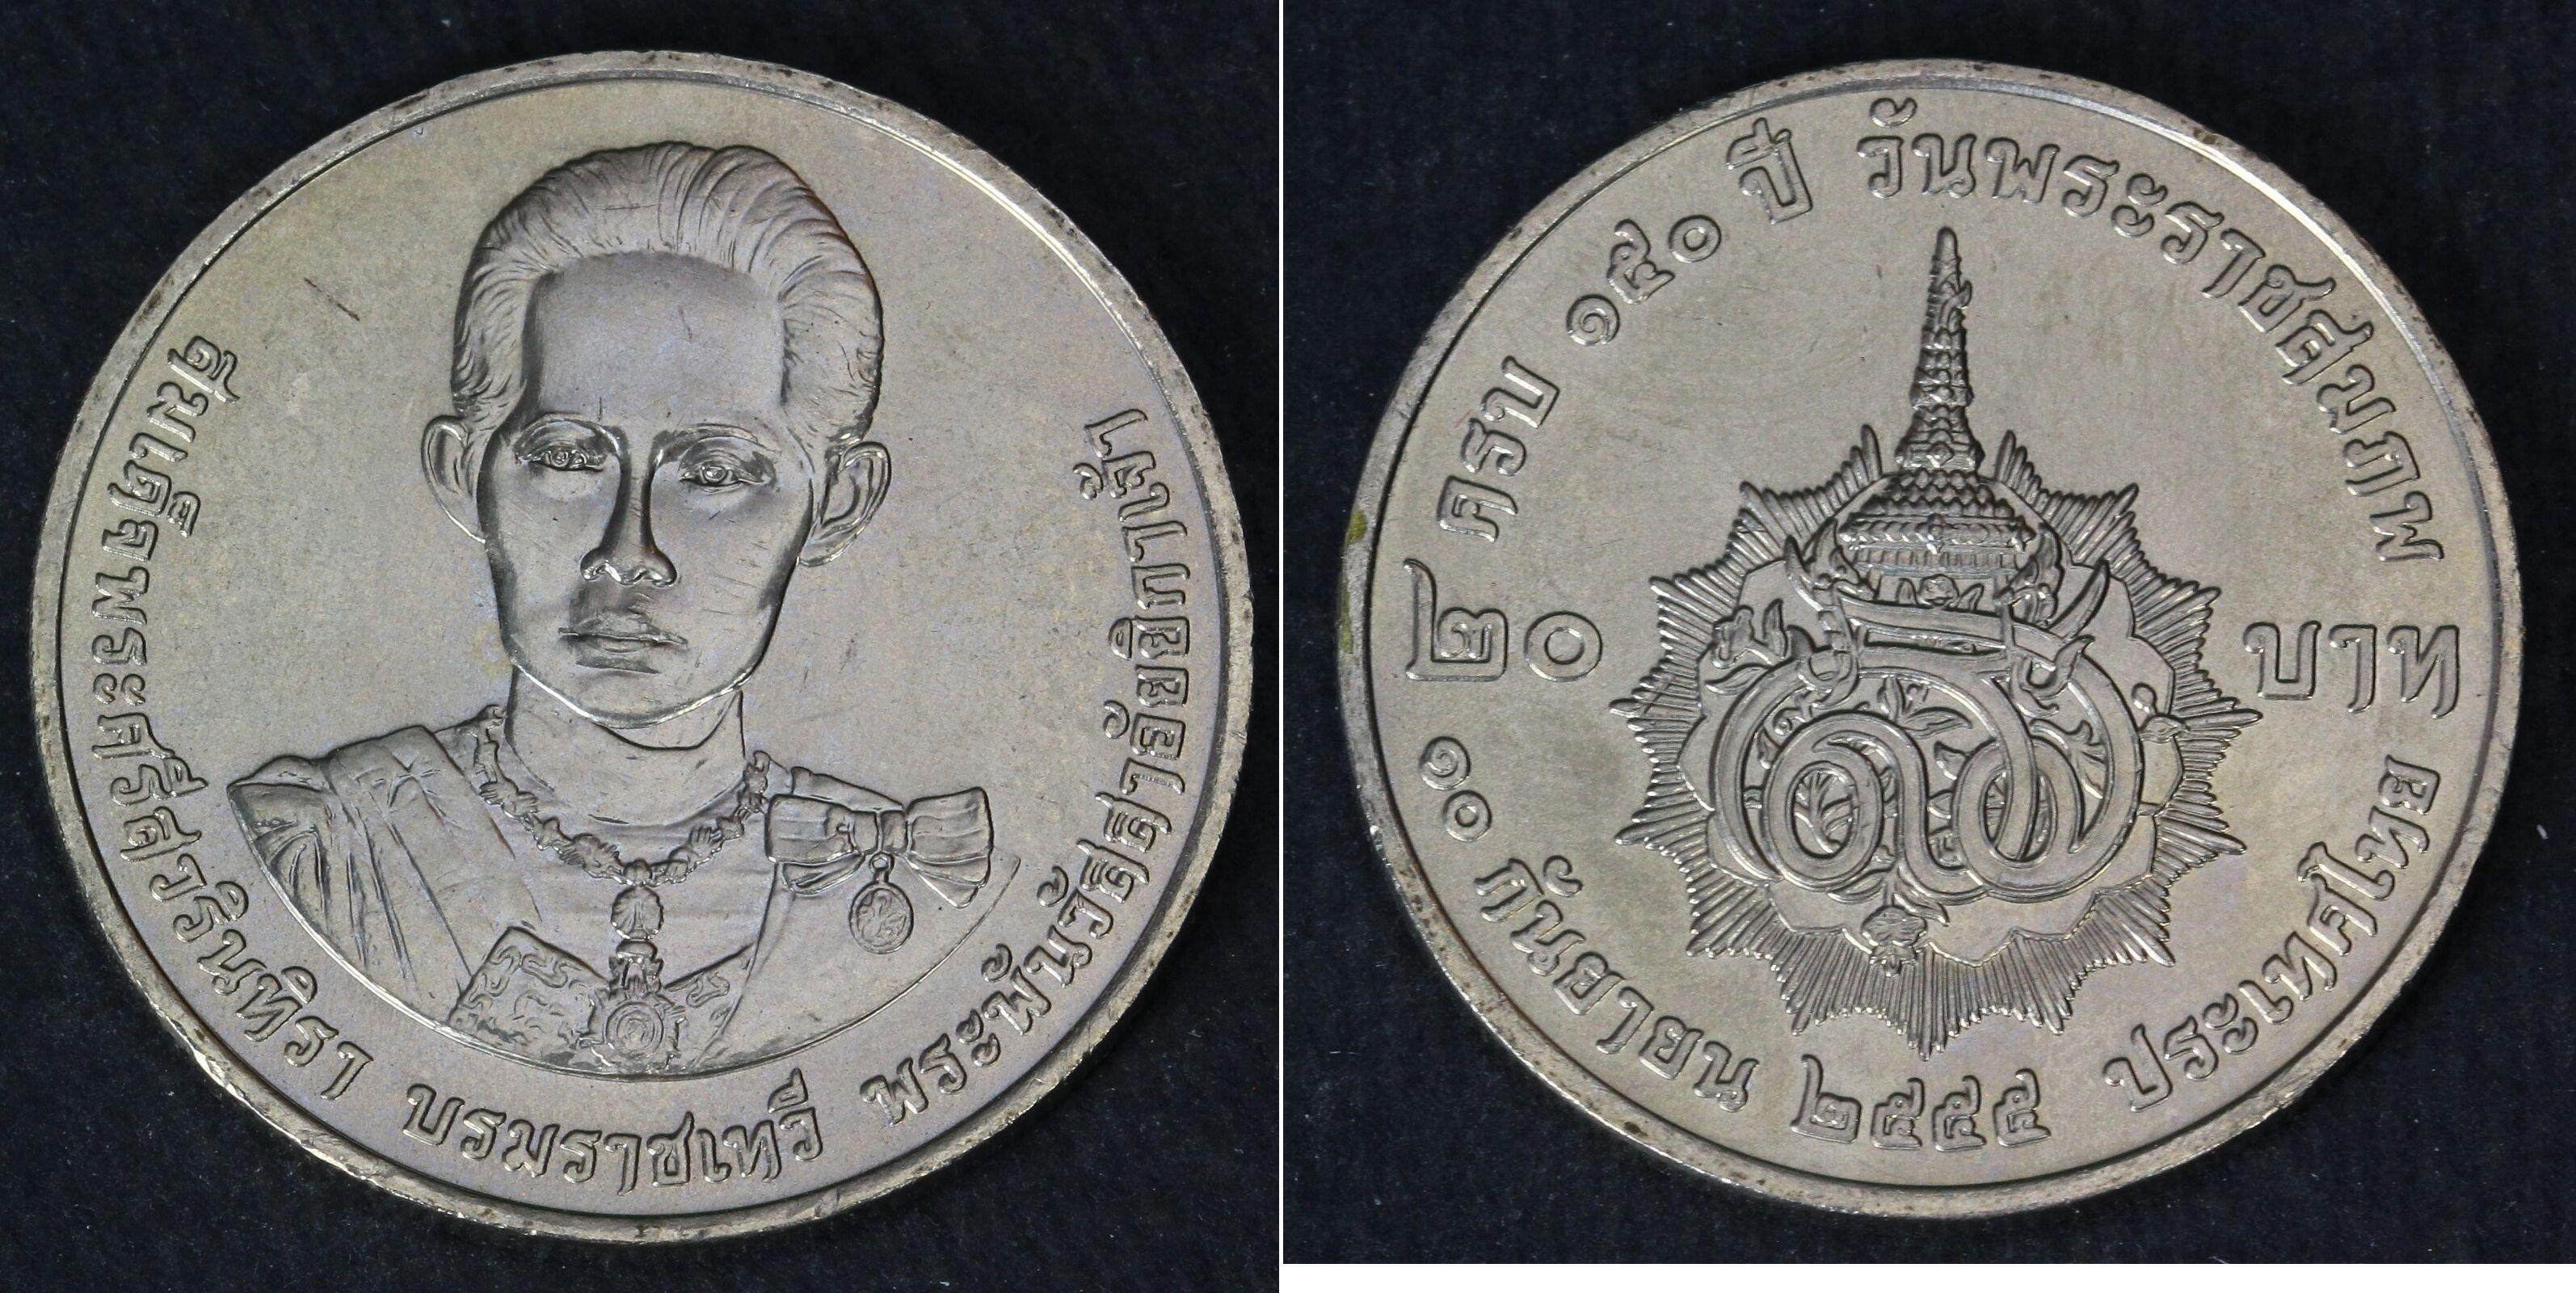 สมเด็จพระศรีสวรินทิรา บรมราชเทวี พระพันวัสสาอัยยิกาเจ้า
ครบ ๑๕๐ ปี วันพระราชสมภพ
๒๐ บาท
๑๐ กันยายน ๒๕๕๕ ประเทศไทย